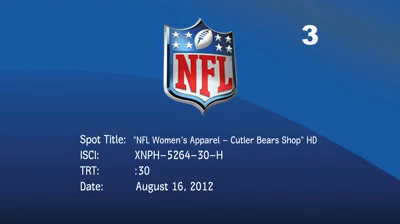 3
NFL
Spot Title: "NFL Women's Apparel – Cutler Bears Shop" HD
ISCI: XNPH-5264-30-H
TRT: :30
Date: August 16, 2012